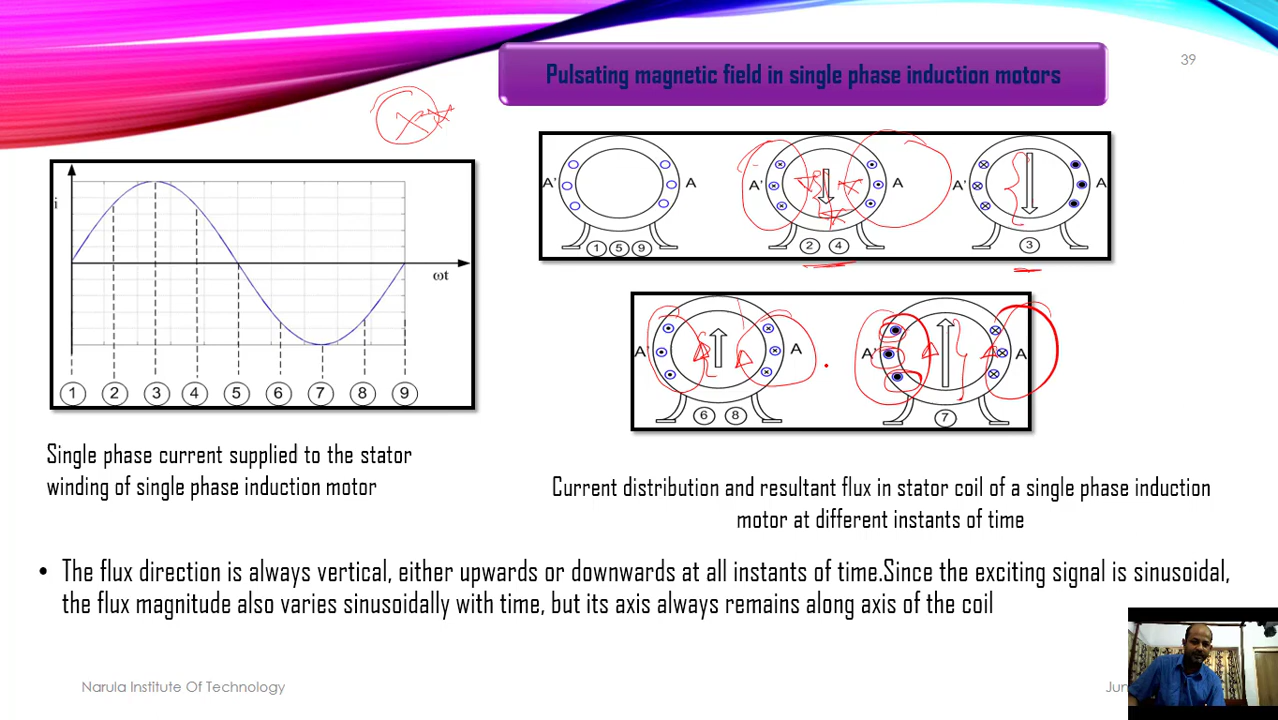 39
Pulsating magnetic field in single phase induction motors
i
ωt
1 2 3 4 5 6 7 8 9
A' A A' A A' A
1 5 9 2 4 3
A' A A' A
6 8 7
Single phase current supplied to the stator
winding of single phase induction motor
Current distribution and resultant flux in stator coil of a single phase induction
motor at different instants of time
• The flux direction is always vertical, either upwards or downwards at all instants of time.Since the exciting signal is sinusoidal,
the flux magnitude also varies sinusoidally with time, but its axis always remains along axis of the coil
Narula Institute Of Technology